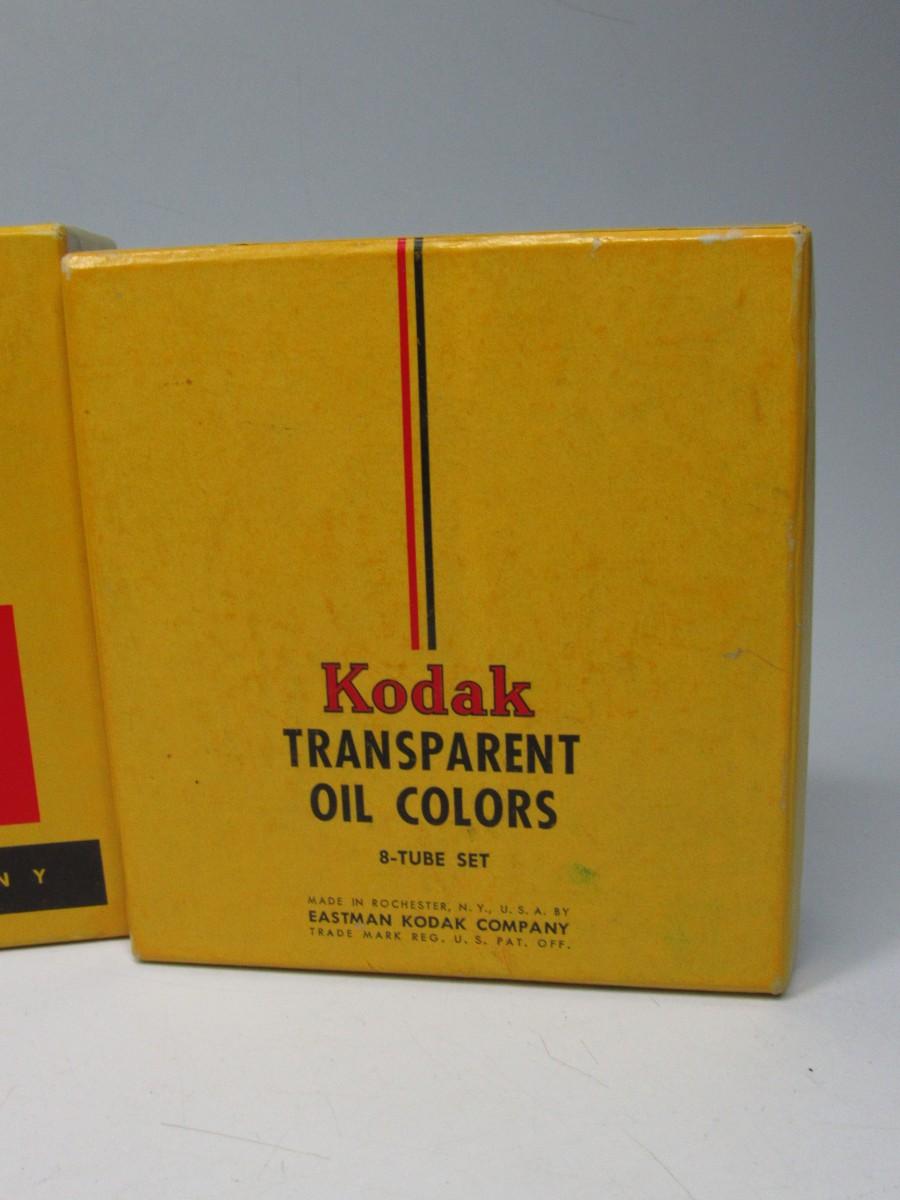 Kodak
TRANSPARENT
OIL COLORS
8-TUBE SET
MADE IN ROCHESTER, N.Y., U.S.A. BY
EASTMAN KODAK COMPANY
TRADE MARK REG. U.S. PAT. OFF.
NY